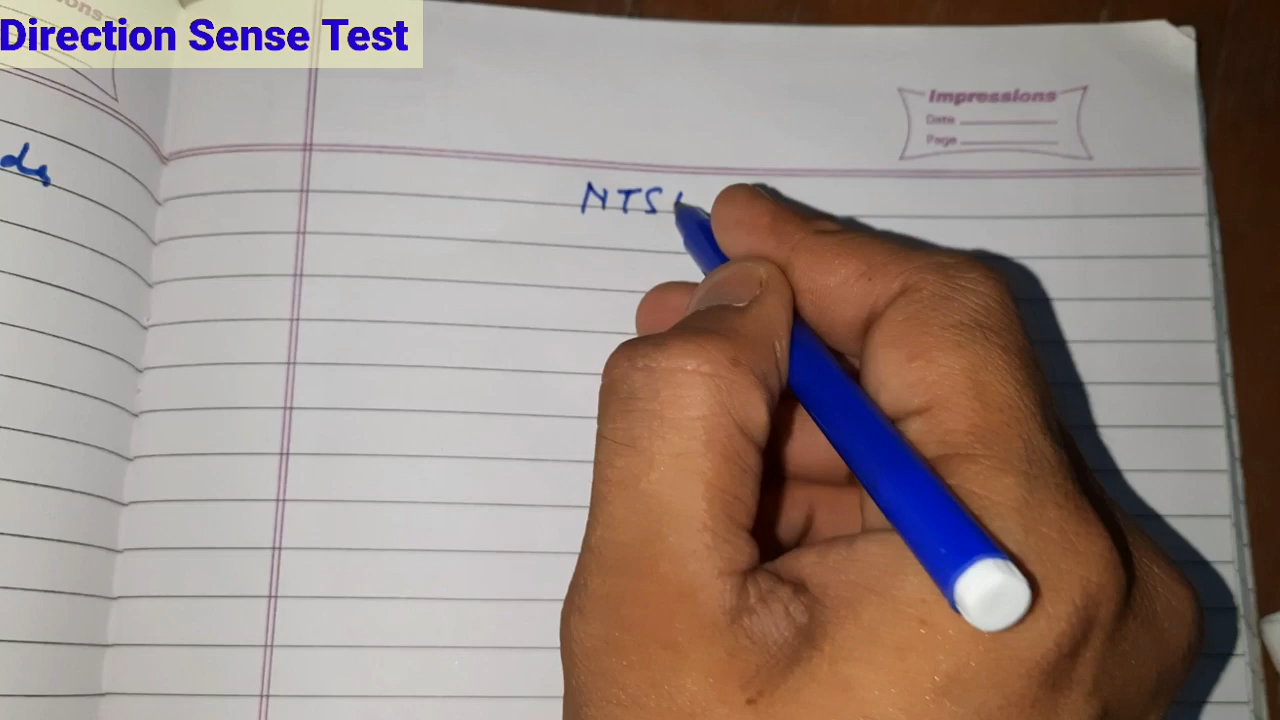 Direction Sense Test
Impressions
Date
Page
NTS